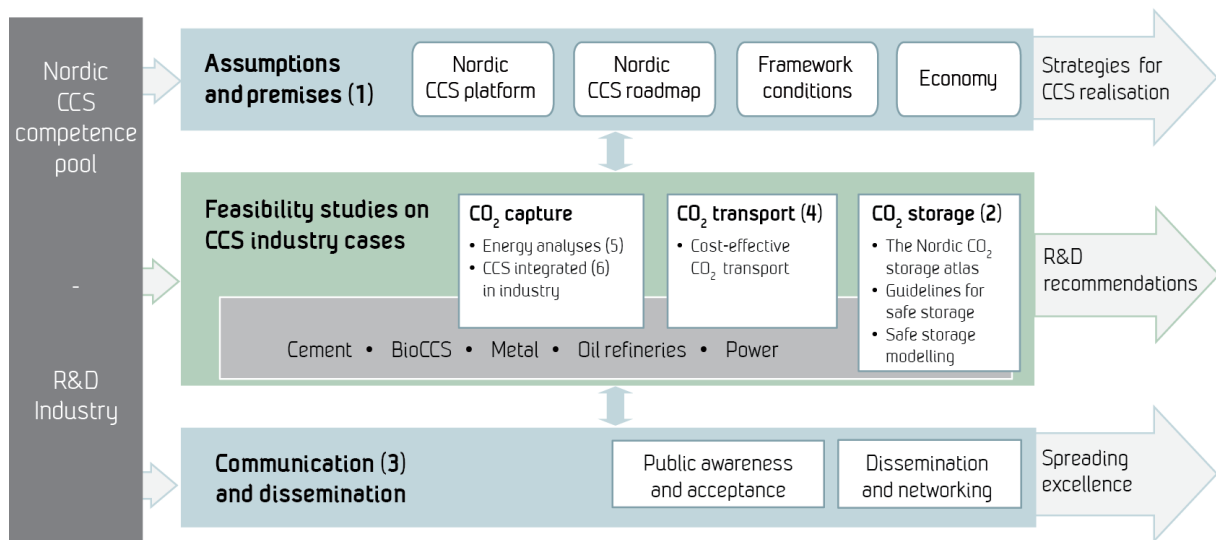 Nordic
CCS
competence
pool
-
R&D
Industry
Assumptions
and premises (1)
Nordic
CCS platform
Nordic
CCS roadmap
Framework
conditions
Economy
Strategies for
CCS realisation
Feasibility studies on
CCS industry cases
CO₂ capture
• Energy analyses (5)
• CCS integrated (6)
in industry
CO₂ transport (4)
• Cost-effective
CO₂ transport
CO₂ storage (2)
• The Nordic CO₂
storage atlas
• Guidelines for
safe storage
• Safe storage
modelling
Cement • BioCCS • Metal • Oil refineries • Power
R&D
recommendations
Communication (3)
and dissemination
Public awareness
and acceptance
Dissemination
and networking
Spreading
excellence